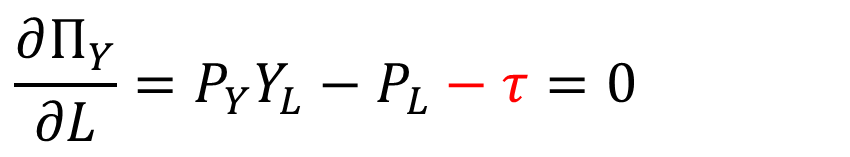 ∂Π_Y/∂L = P_Y Y_L − P_L − τ = 0